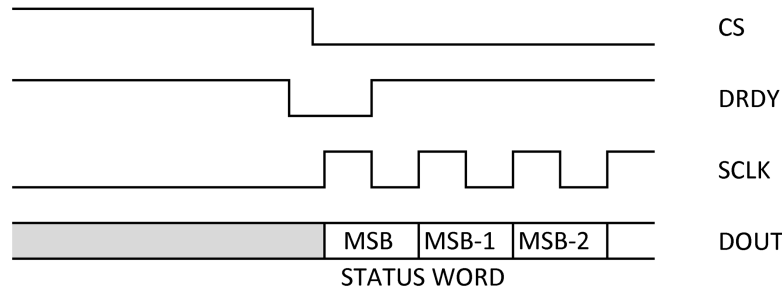 CS
DRDY
SCLK
MSB MSB-1 MSB-2 DOUT
STATUS WORD